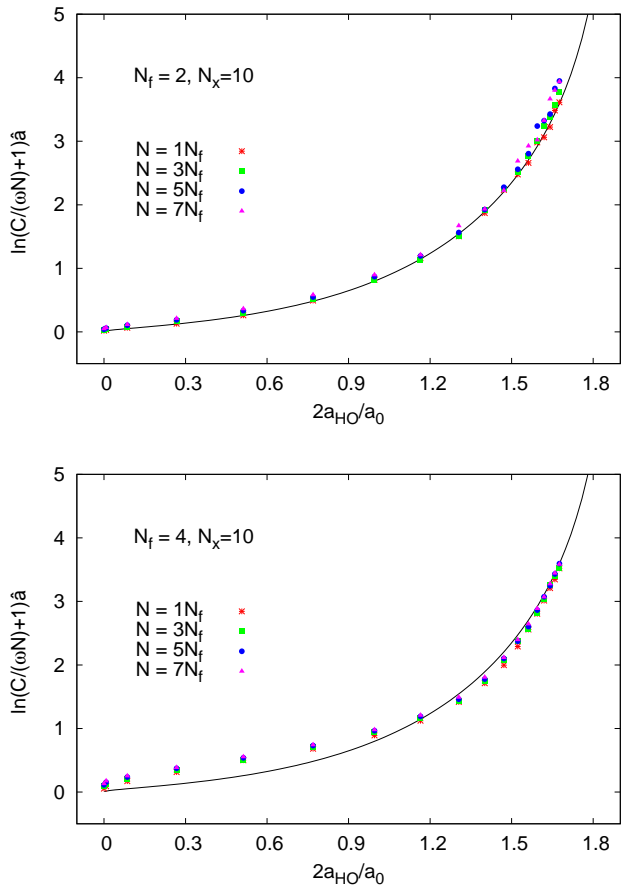 5
4
3
2
1
0
ln(C/(ωN)+1)â
N_f = 2, N_x=10
N = 1N_f
N = 3N_f
N = 5N_f
N = 7N_f
0 0.3 0.6 0.9 1.2 1.5 1.8
2a_HO/a_0
5
4
3
2
1
0
ln(C/(ωN)+1)â
N_f = 4, N_x=10
N = 1N_f
N = 3N_f
N = 5N_f
N = 7N_f
0 0.3 0.6 0.9 1.2 1.5 1.8
2a_HO/a_0